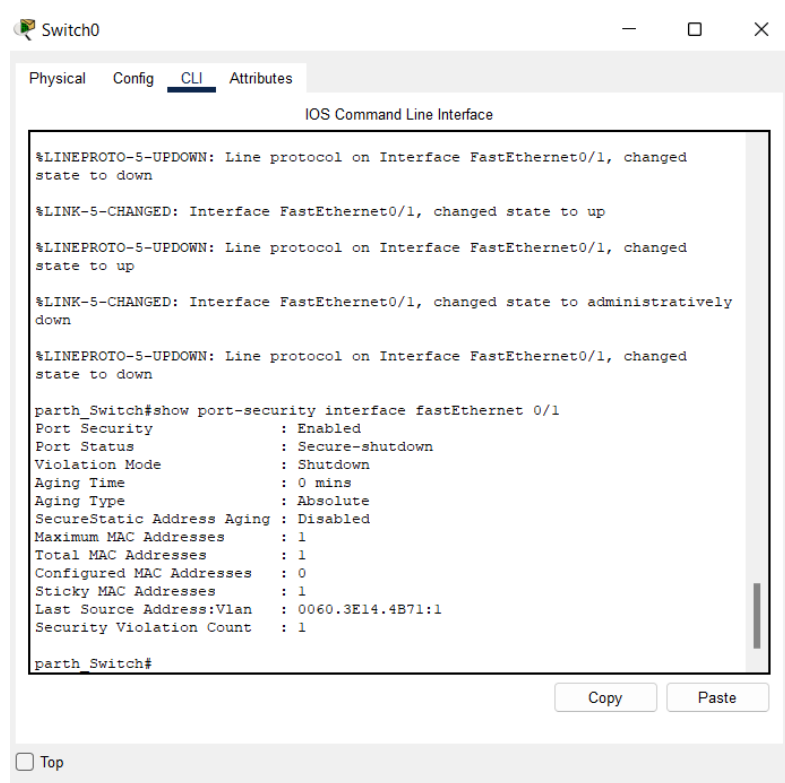 Switch0
Physical Config CLI Attributes
IOS Command Line Interface
%LINEPROTO-5-UPDOWN: Line protocol on Interface FastEthernet0/1, changed
state to down
%LINK-5-CHANGED: Interface FastEthernet0/1, changed state to up
%LINEPROTO-5-UPDOWN: Line protocol on Interface FastEthernet0/1, changed
state to up
%LINK-5-CHANGED: Interface FastEthernet0/1, changed state to administratively
down
%LINEPROTO-5-UPDOWN: Line protocol on Interface FastEthernet0/1, changed
state to down
parth_Switch#show port-security interface fastEthernet 0/1
Port Security : Enabled
Port Status : Secure-shutdown
Violation Mode : Shutdown
Aging Time : 0 mins
Aging Type : Absolute
SecureStatic Address Aging : Disabled
Maximum MAC Addresses : 1
Total MAC Addresses : 1
Configured MAC Addresses : 0
Sticky MAC Addresses : 1
Last Source Address:Vlan : 0060.3E14.4B71:1
Security Violation Count : 1
parth_Switch#
Copy Paste
Top